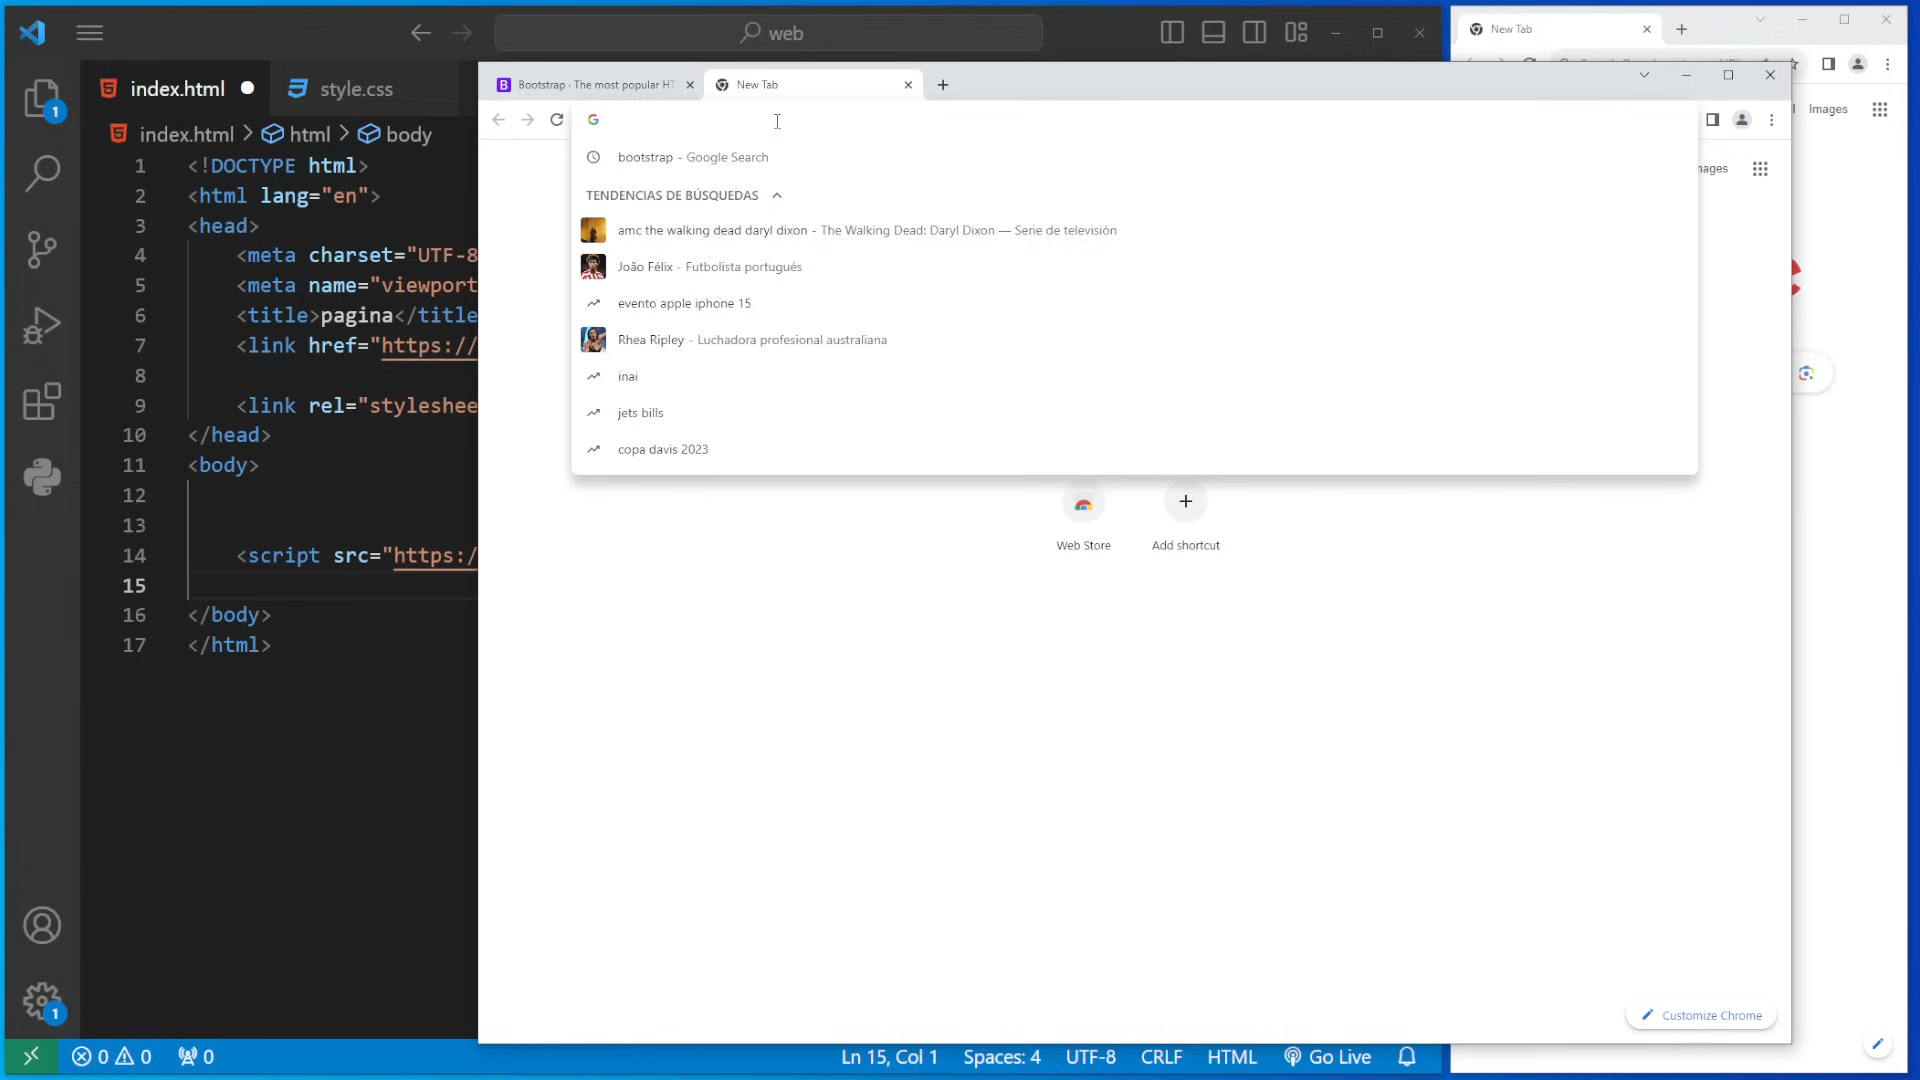 web
index.html
style.css
index.html > html > body
1 <!DOCTYPE html>
2 <html lang="en">
3 <head>
4 <meta charset="UTF-8
5 <meta name="viewport
6 <title>pagina</title
7 <link href="https://
8
9 <link rel="styleshee
10 </head>
11 <body>
12
13
14 <script src="https:/
15
16 </body>
17 </html>
1
1
0 0 0
Ln 15, Col 1 Spaces: 4 UTF-8 CRLF HTML Go Live
Bootstrap · The most popular HT
New Tab
bootstrap - Google Search
TENDENCIAS DE BÚSQUEDAS
amc the walking dead daryl dixon - The Walking Dead: Daryl Dixon — Serie de televisión
João Félix - Futbolista portugués
evento apple iphone 15
Rhea Ripley - Luchadora profesional australiana
inai
jets bills
copa davis 2023
mages
Web Store
Add shortcut
Customize Chrome
New Tab
Images